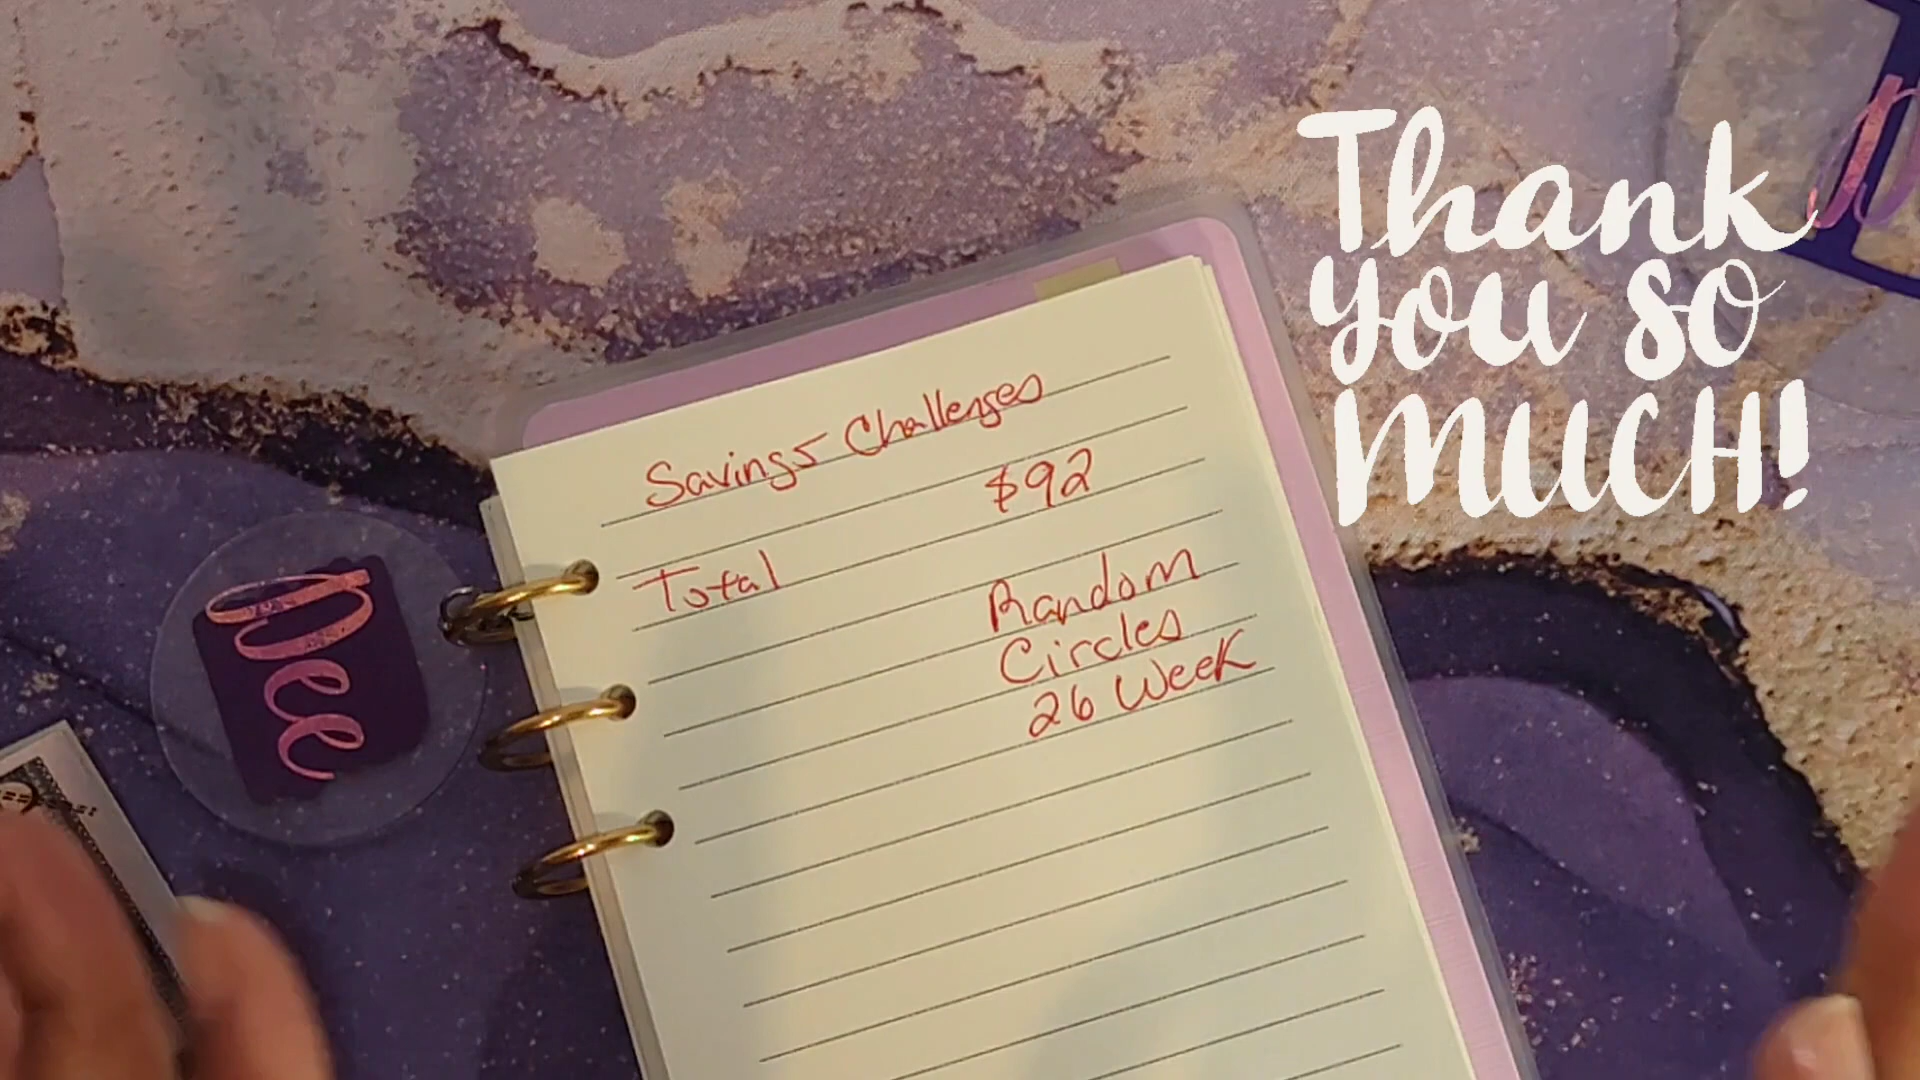 Thank
you so
much!
Savings Challenges
$92
Total
Random
Circles
26 Week
Dee